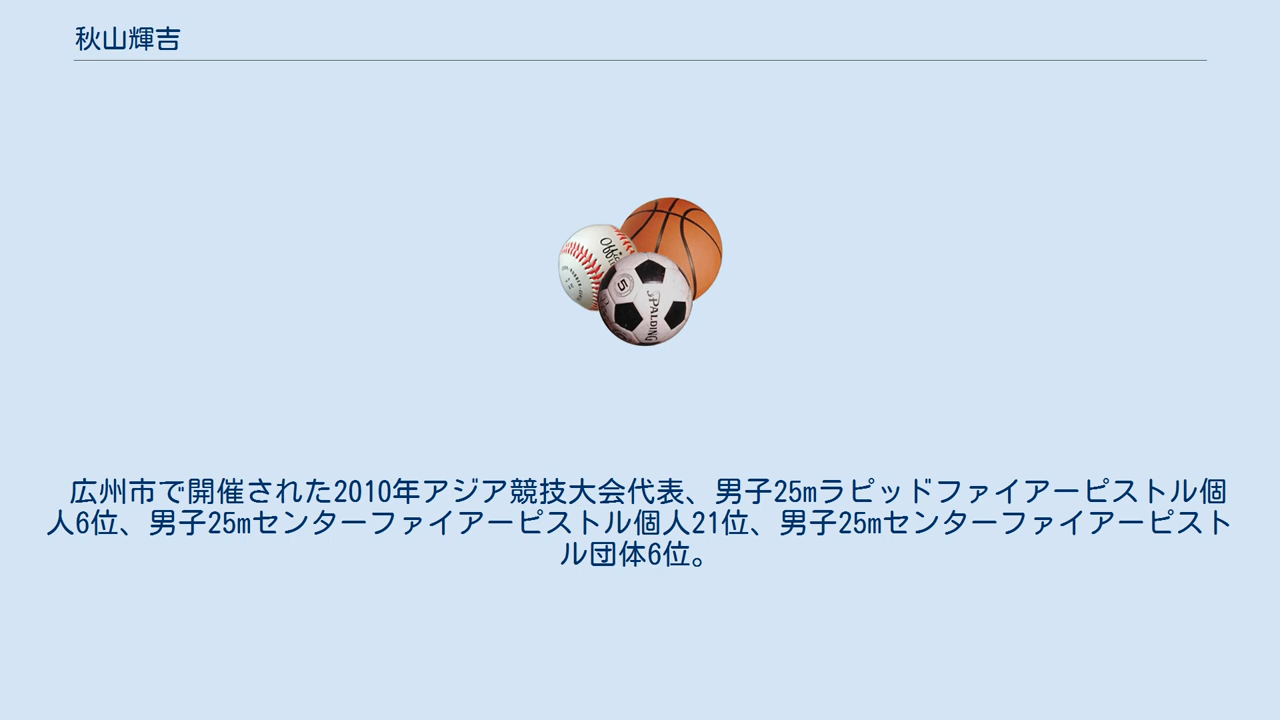 秋山輝吉
Offi
5
SPALDING
広州市で開催された2010年アジア競技大会代表、男子25mラピッドファイアーピストル個
人6位、男子25mセンターファイアーピストル個人21位、男子25mセンターファイアーピスト
ル団体6位。